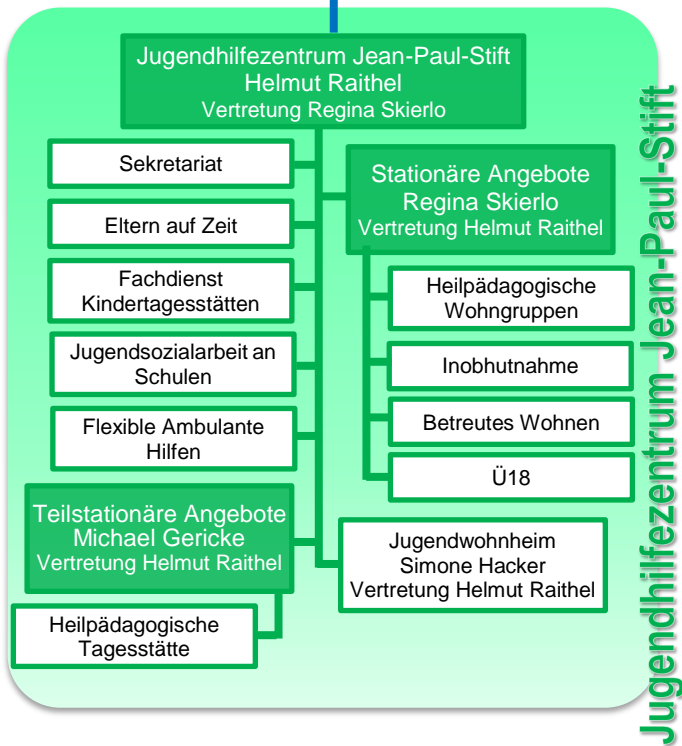 Jugendhilfezentrum Jean-Paul-Stift
Helmut Raithel
Vertretung Regina Skierlo
Sekretariat
Eltern auf Zeit
Fachdienst
Kindertagesstätten
Jugendsozialarbeit an
Schulen
Flexible Ambulante
Hilfen
Teilstationäre Angebote
Michael Gericke
Vertretung Helmut Raithel
Heilpädagogische
Tagesstätte
Stationäre Angebote
Regina Skierlo
Vertretung Helmut Raithel
Heilpädagogische
Wohngruppen
Inobhutnahme
Betreutes Wohnen
Ü18
Jugendwohnheim
Simone Hacker
Vertretung Helmut Raithel
Jugendhilfezentrum Jean-Paul-Stift